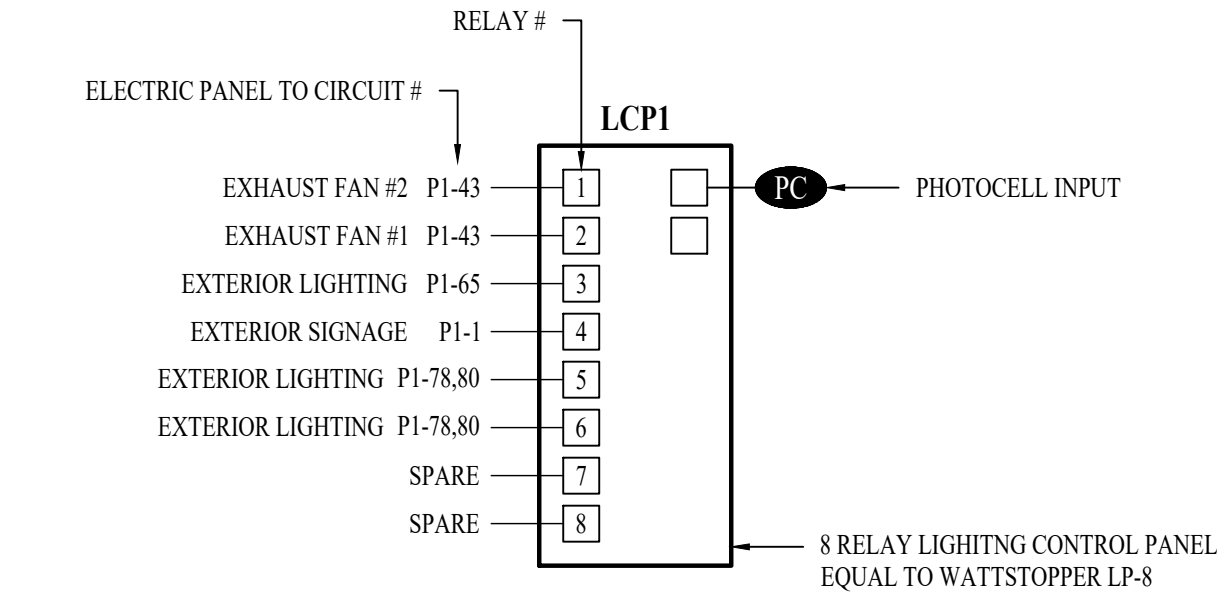 RELAY #
ELECTRIC PANEL TO CIRCUIT #
LCP1
EXHAUST FAN #2 P1-43 1 PC PHOTOCELL INPUT
EXHAUST FAN #1 P1-43 2
EXTERIOR LIGHTING P1-65 3
EXTERIOR SIGNAGE P1-1 4
EXTERIOR LIGHTING P1-78,80 5
EXTERIOR LIGHTING P1-78,80 6
SPARE 7
SPARE 8
8 RELAY LIGHITNG CONTROL PANEL
EQUAL TO WATTSTOPPER LP-8